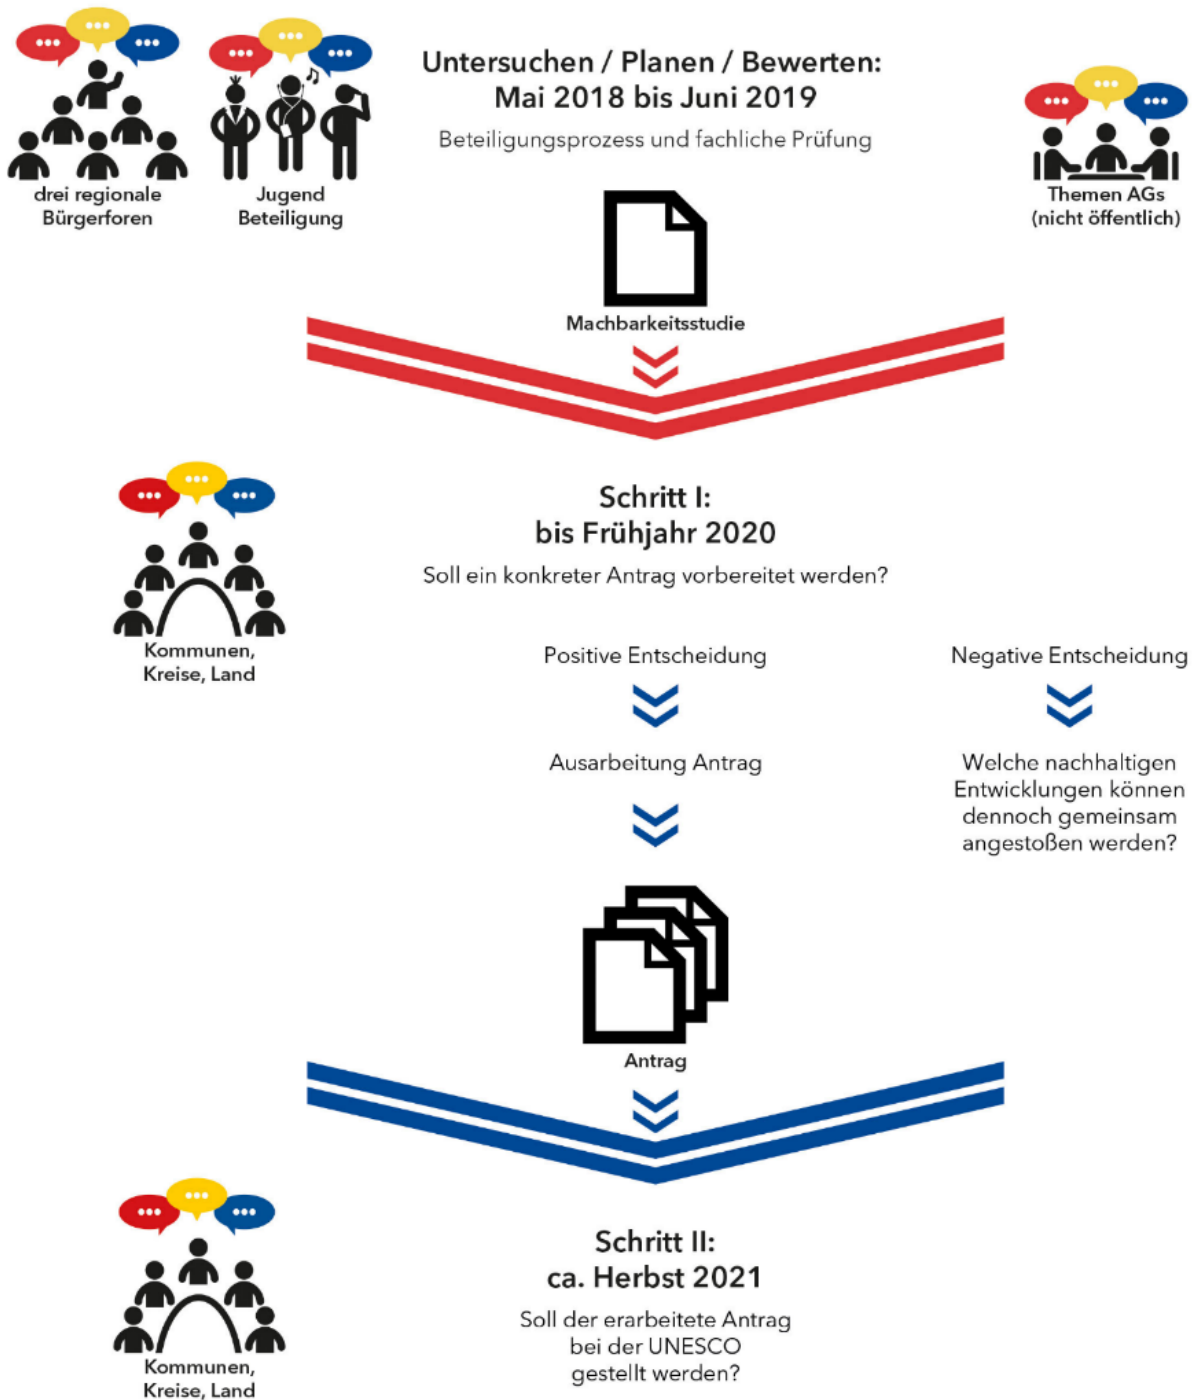 Untersuchen / Planen / Bewerten:
Mai 2018 bis Juni 2019
Beteiligungsprozess und fachliche Prüfung
drei regionale
Bürgerforen
Jugend
Beteiligung
Themen AGs
(nicht öffentlich)
Machbarkeitsstudie
Schritt I:
bis Frühjahr 2020
Soll ein konkreter Antrag vorbereitet werden?
Kommunen,
Kreise, Land
Positive Entscheidung
Negative Entscheidung
Ausarbeitung Antrag
Welche nachhaltigen
Entwicklungen können
dennoch gemeinsam
angestoßen werden?
Antrag
Schritt II:
ca. Herbst 2021
Soll der erarbeitete Antrag
bei der UNESCO
gestellt werden?
Kommunen,
Kreise, Land